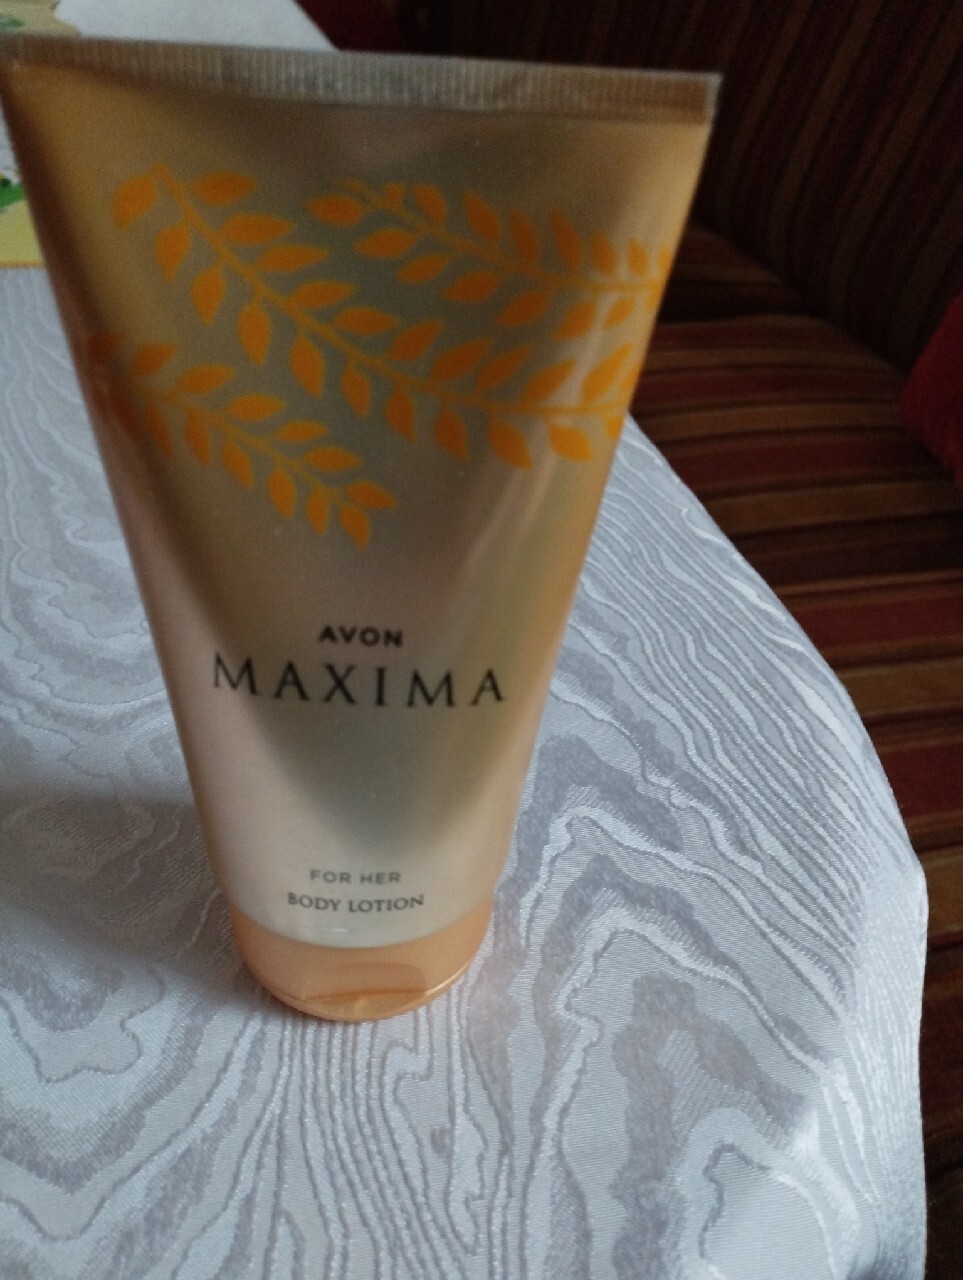 AVON
MAXIMA
FOR HER
BODY LOTION